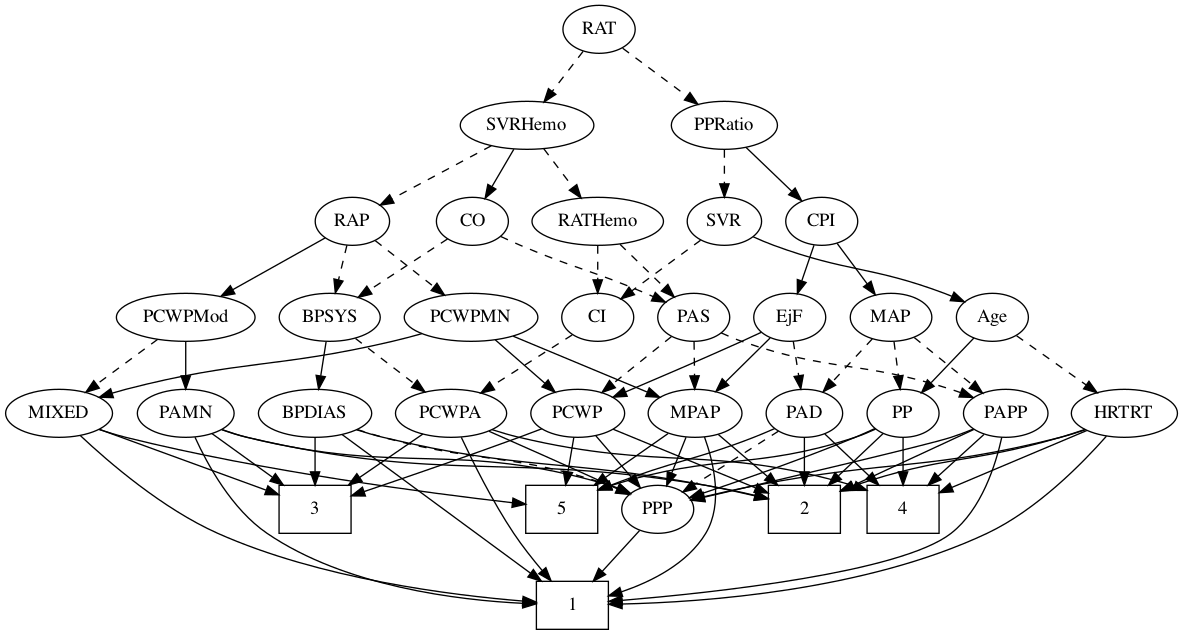 RAT
SVRHemo
PPRatio
RAP
CO
RATHemo
SVR
CPI
PCWPMod
BPSYS
PCWPMN
CI
PAS
EjF
MAP
Age
MIXED
PAMN
BPDIAS
PCWPA
PCWP
MPAP
PAD
PP
PAPP
HRTRT
3
5
PPP
2
4
1